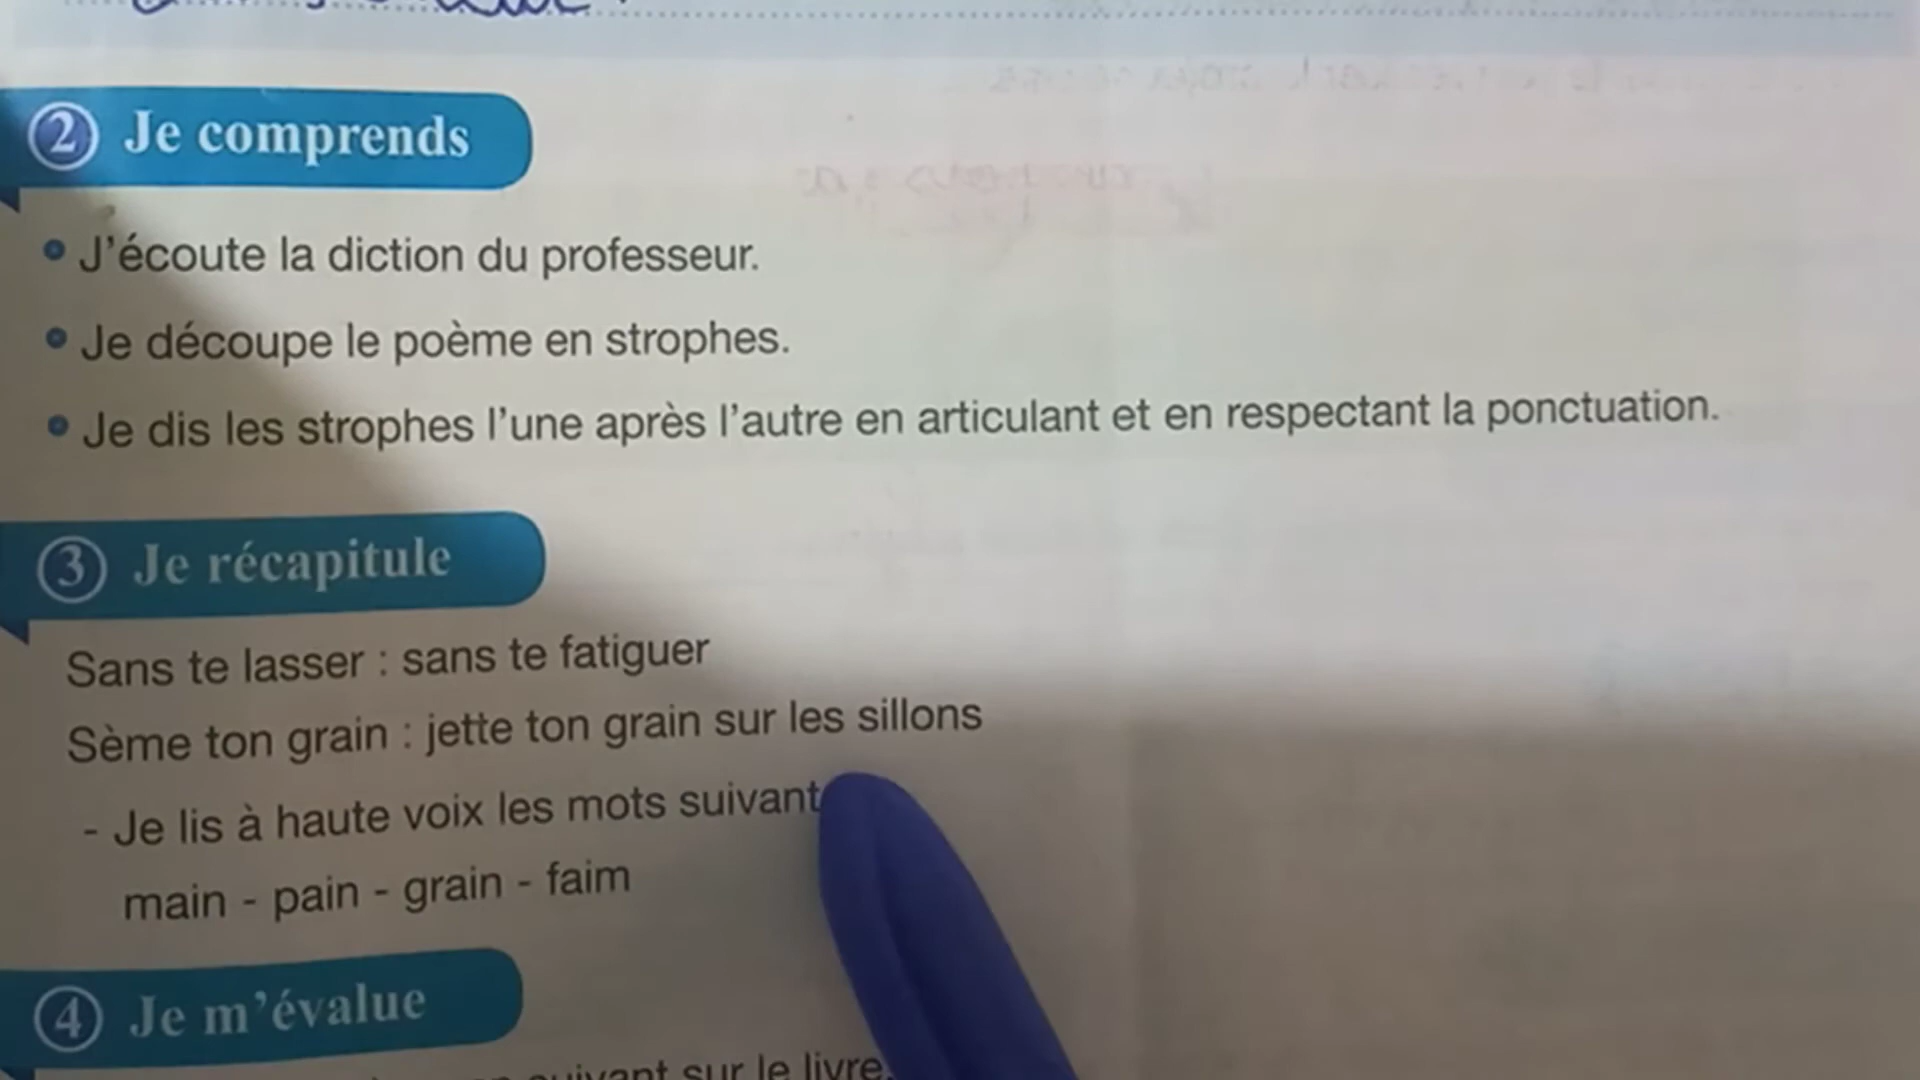 2 Je comprends
• J'écoute la diction du professeur.
• Je découpe le poème en strophes.
• Je dis les strophes l'une après l'autre en articulant et en respectant la ponctuation.
3 Je récapitule
Sans te lasser : sans te fatiguer
Sème ton grain : jette ton grain sur les sillons
- Je lis à haute voix les mots suivant
main - pain - grain - faim
4 Je m'évalue
sur le livre